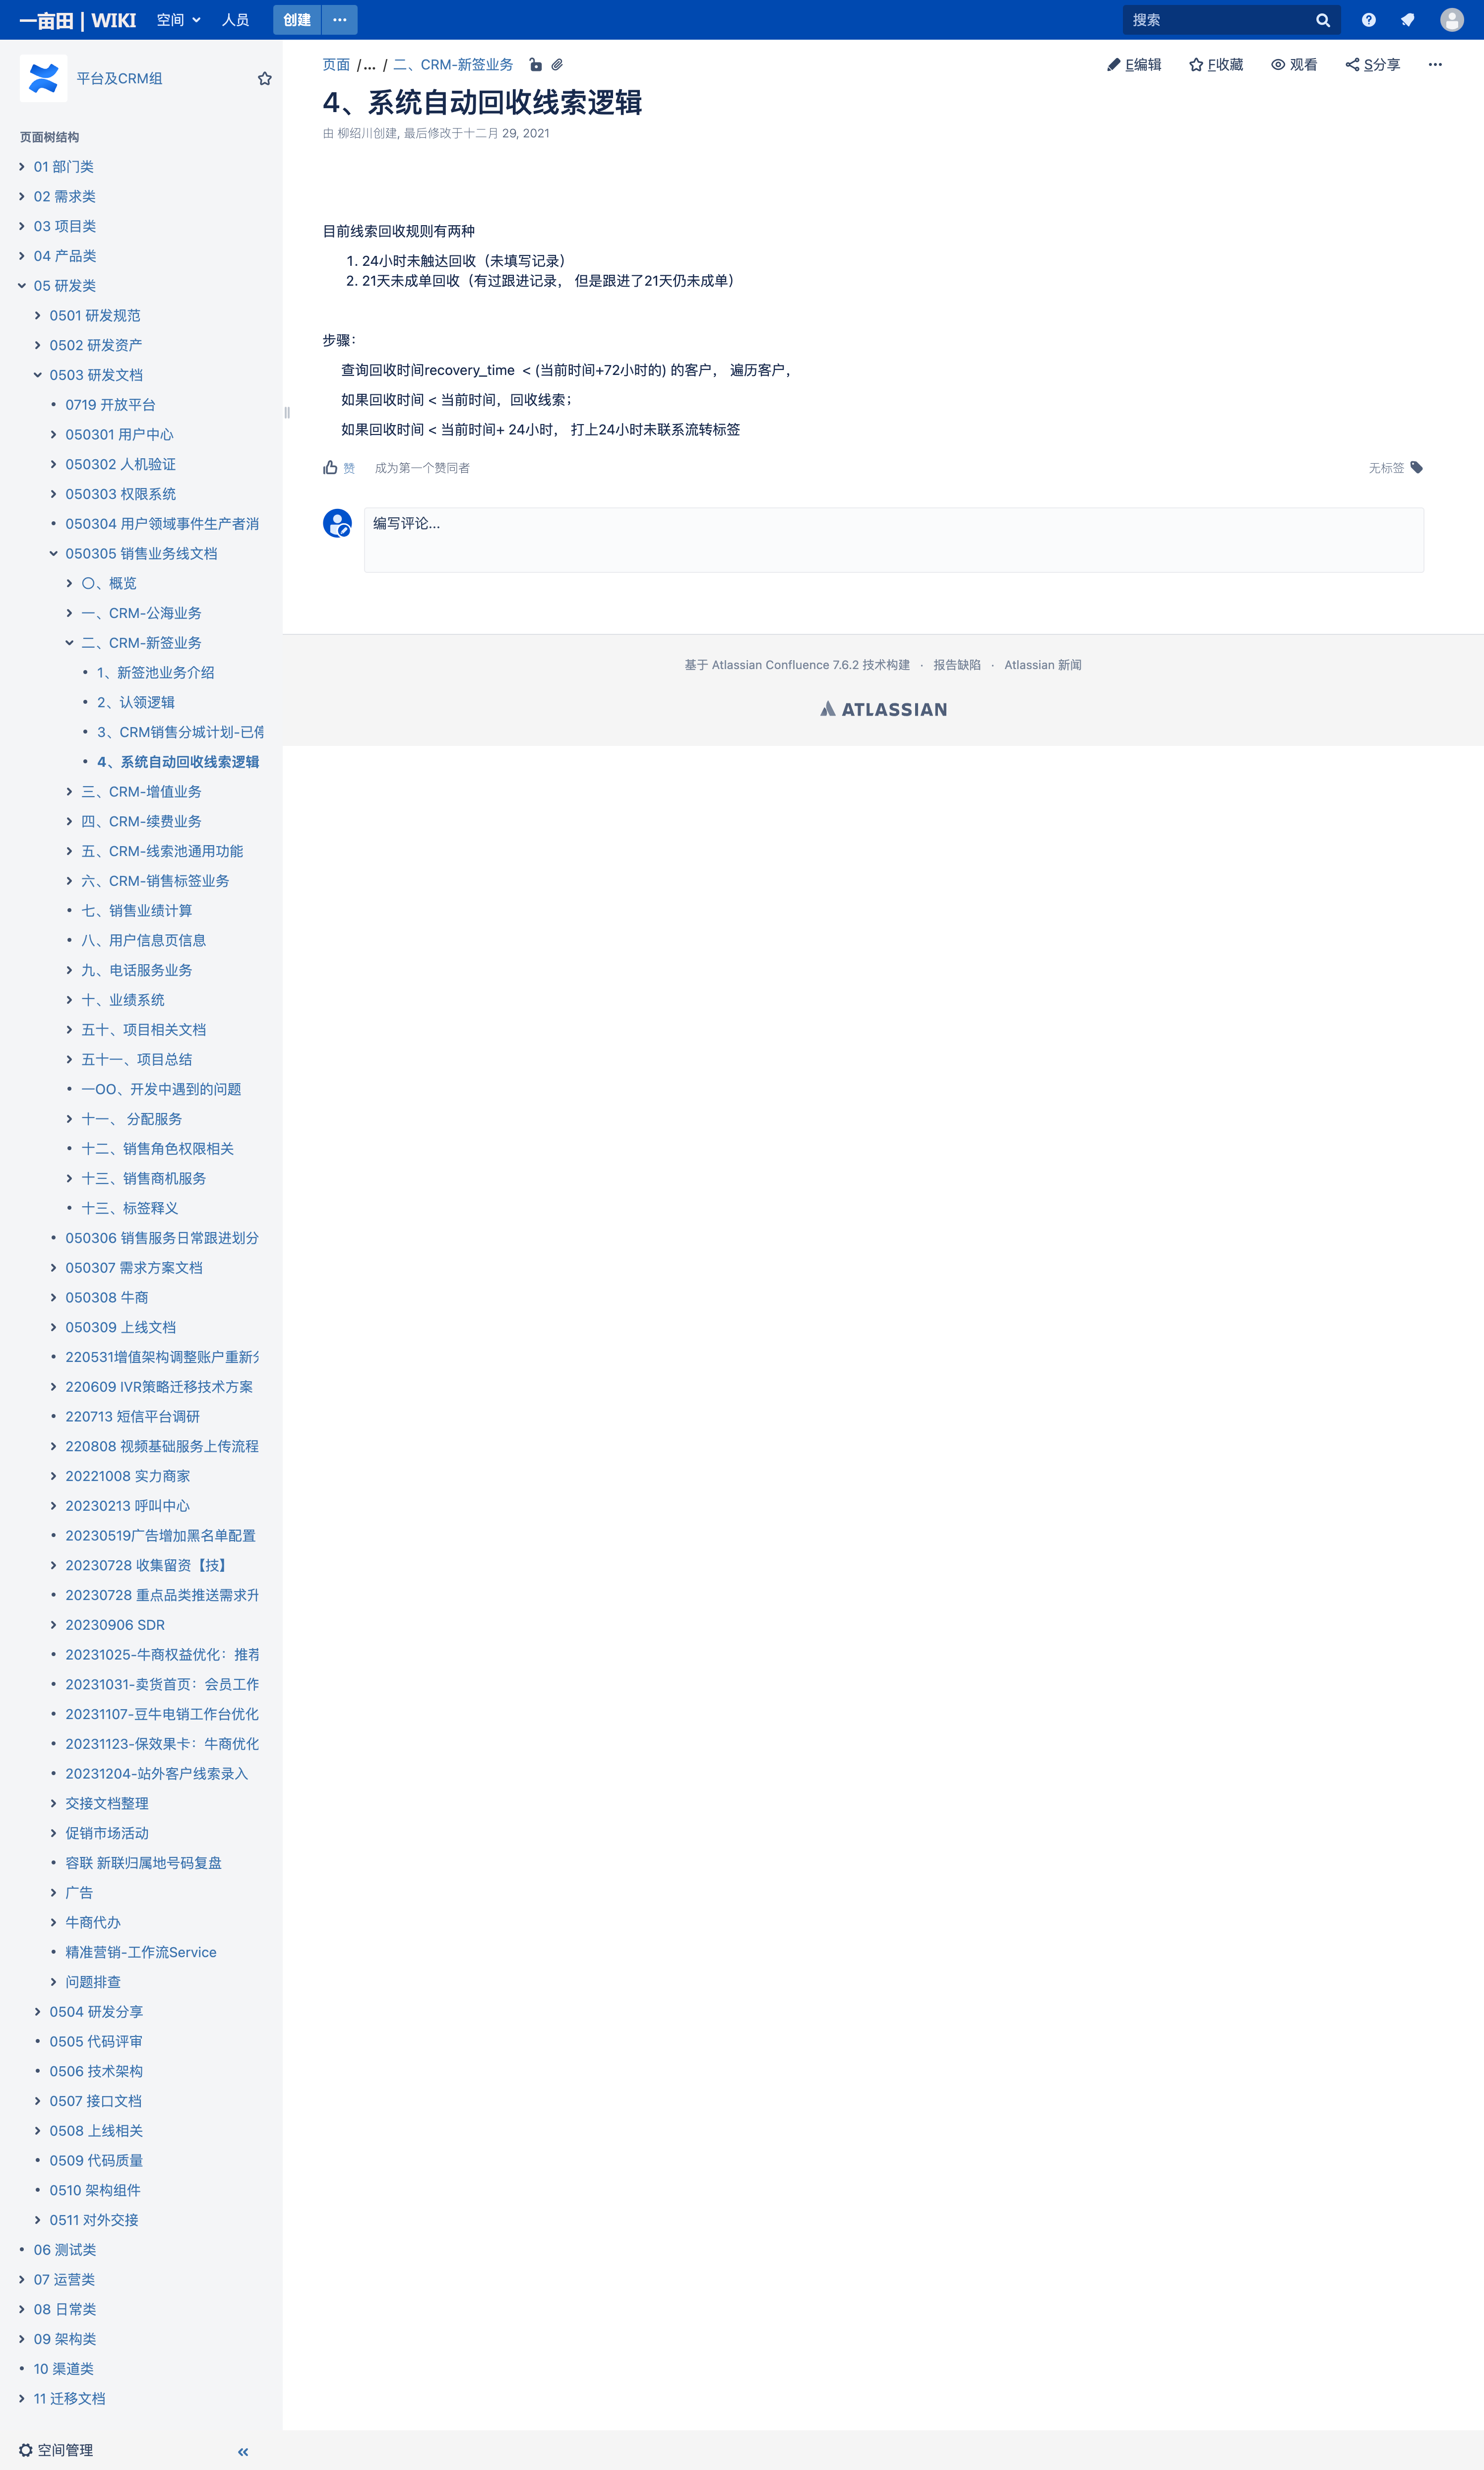 一亩田 | WIKI 空间 人员 创建 ··· 搜索
平台及CRM组
页面树结构
01 部门类
02 需求类
03 项目类
04 产品类
05 研发类
0501 研发规范
0502 研发资产
0503 研发文档
0719 开放平台
050301 用户中心
050302 人机验证
050303 权限系统
050304 用户领域事件生产者消
050305 销售业务线文档
〇、概览
一、CRM-公海业务
二、CRM-新签业务
1、新签池业务介绍
2、认领逻辑
3、CRM销售分城计划-已停
4、系统自动回收线索逻辑
三、CRM-增值业务
四、CRM-续费业务
五、CRM-线索池通用功能
六、CRM-销售标签业务
七、销售业绩计算
八、用户信息页信息
九、电话服务业务
十、业绩系统
五十、项目相关文档
五十一、项目总结
一OO、开发中遇到的问题
十一、 分配服务
十二、销售角色权限相关
十三、销售商机服务
十三、标签释义
050306 销售服务日常跟进划分
050307 需求方案文档
050308 牛商
050309 上线文档
220531增值架构调整账户重新分
220609 IVR策略迁移技术方案
220713 短信平台调研
220808 视频基础服务上传流程
20221008 实力商家
20230213 呼叫中心
20230519广告增加黑名单配置
20230728 收集留资【技】
20230728 重点品类推送需求升
20230906 SDR
20231025-牛商权益优化：推荐
20231031-卖货首页：会员工作
20231107-豆牛电销工作台优化
20231123-保效果卡：牛商优化
20231204-站外客户线索录入
交接文档整理
促销市场活动
容联 新联归属地号码复盘
广告
牛商代办
精准营销-工作流Service
问题排查
0504 研发分享
0505 代码评审
0506 技术架构
0507 接口文档
0508 上线相关
0509 代码质量
0510 架构组件
0511 对外交接
06 测试类
07 运营类
08 日常类
09 架构类
10 渠道类
11 迁移文档
空间管理 «
页面 /... / 二、CRM-新签业务
E编辑 F收藏 观看 S分享 ···
4、系统自动回收线索逻辑
由 柳绍川创建, 最后修改于十二月 29, 2021
目前线索回收规则有两种
1. 24小时未触达回收（未填写记录）
2. 21天未成单回收（有过跟进记录， 但是跟进了21天仍未成单）
步骤：
查询回收时间recovery_time < (当前时间+72小时的) 的客户， 遍历客户，
如果回收时间 < 当前时间，回收线索；
如果回收时间 < 当前时间+ 24小时， 打上24小时未联系流转标签
赞 成为第一个赞同者 无标签
编写评论...
基于 Atlassian Confluence 7.6.2 技术构建 · 报告缺陷 · Atlassian 新闻
ATLASSIAN